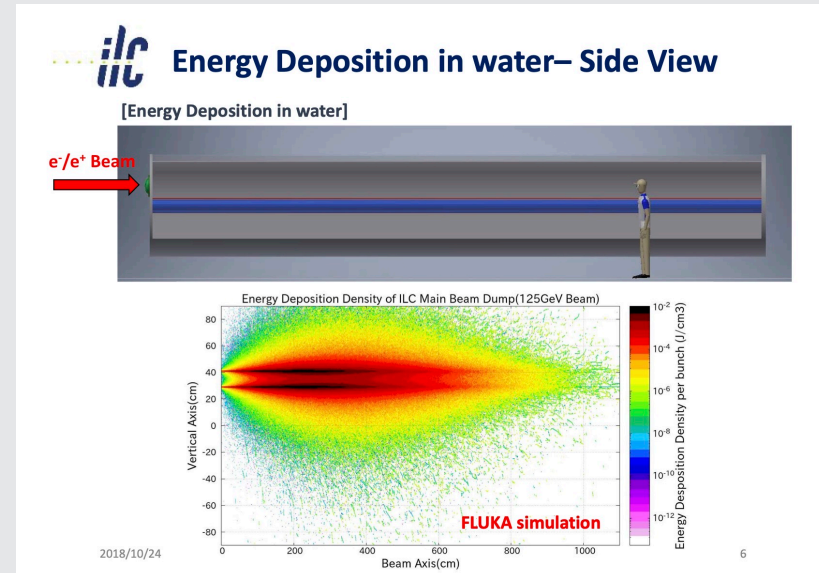 ilc
Energy Deposition in water– Side View
[Energy Deposition in water]
e⁻/e⁺ Beam
Energy Deposition Density of ILC Main Beam Dump(125GeV Beam)
80
60
40
20
0
-20
-40
-60
-80
Vertical Axis(cm)
0
200
400
600
800
1000
Beam Axis(cm)
FLUKA simulation
10⁻²
10⁻⁴
10⁻⁶
10⁻⁸
10⁻¹⁰
10⁻¹²
Energy Desposition Density per bunch (J/cm3)
2018/10/24
6